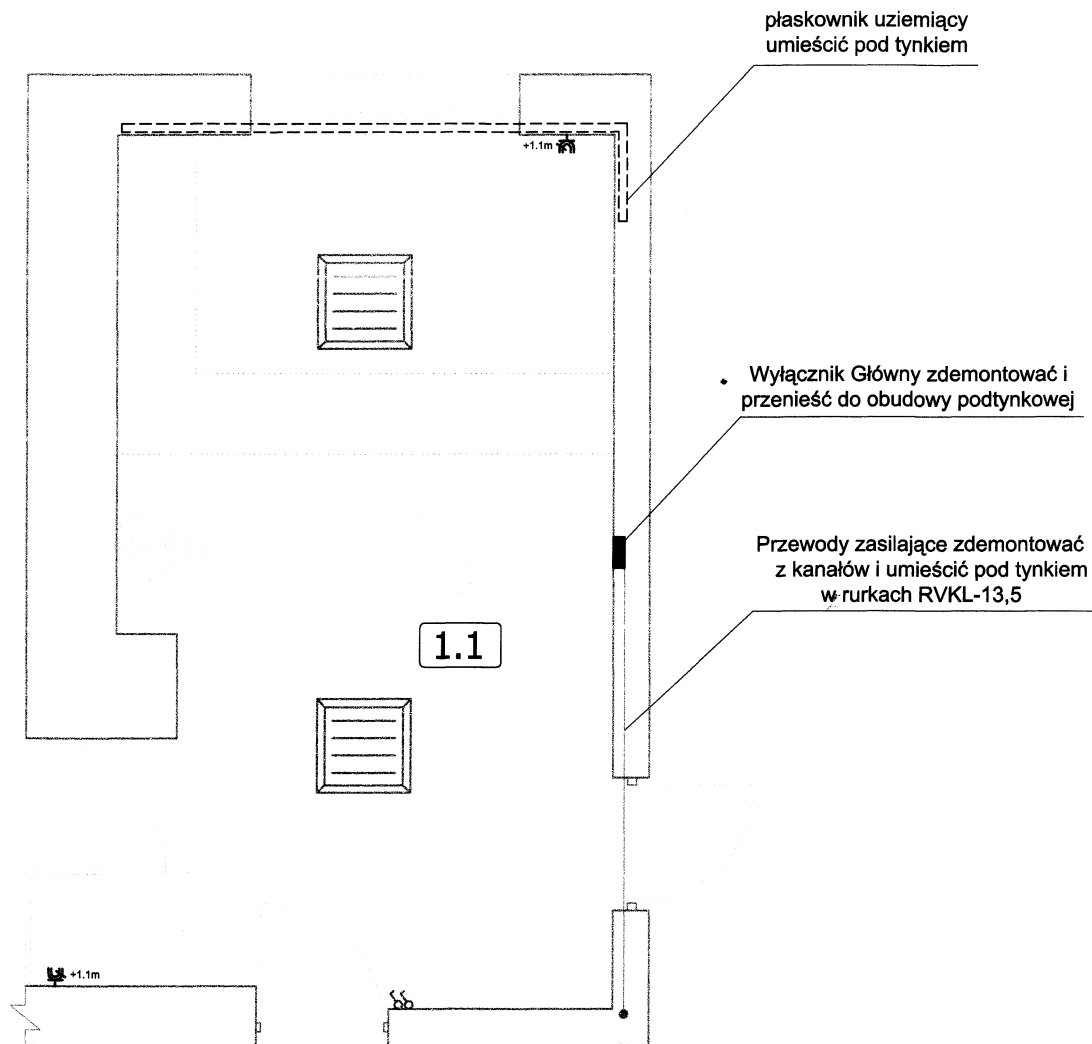 płaskownik uziemiący
umieścić pod tynkiem
+1.1m
Wyłącznik Główny zdemontować i
przenieść do obudowy podtynkowej
Przewody zasilające zdemontować
z kanałów i umieścić pod tynkiem
w rurkach RVKL-13,5
1.1
+1.1m